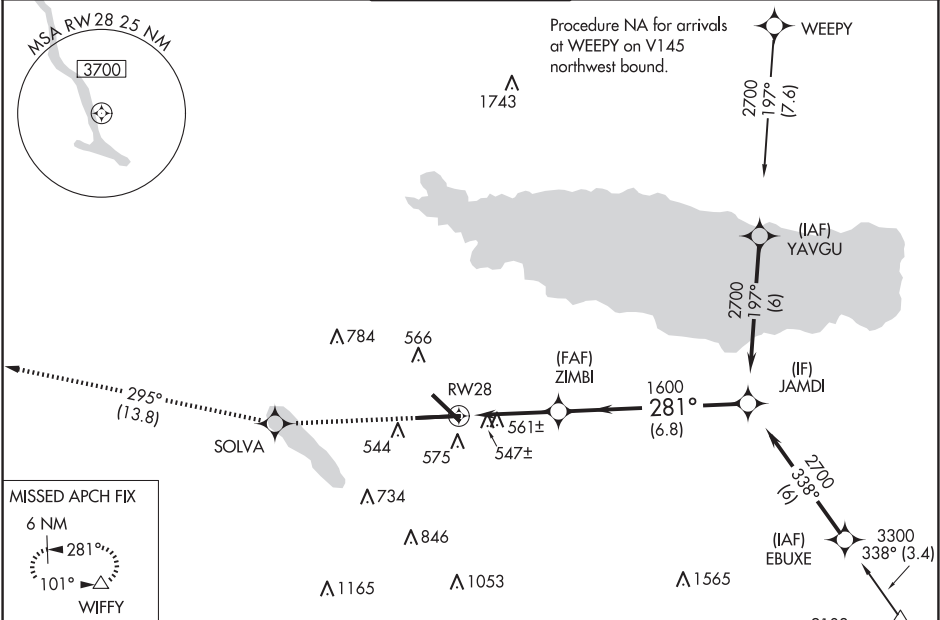 MSA RW28 25 NM
3700
Procedure NA for arrivals
at WEEPY on V145
northwest bound.
WEEPY
1743
2700
197°
(7.6)
(IAF)
YAVGU
2700
197°
(6)
784
566
(FAF)
ZIMBI
(IF)
JAMDI
RW28
1600
281°
(6.8)
295°
(13.8)
SOLVA
544
575
561±
547±
2700
338°
(6)
734
846
1165
1053
1565
(IAF)
EBUXE
3300
338° (3.4)
MISSED APCH FIX
6 NM
281°
101°
WIFFY